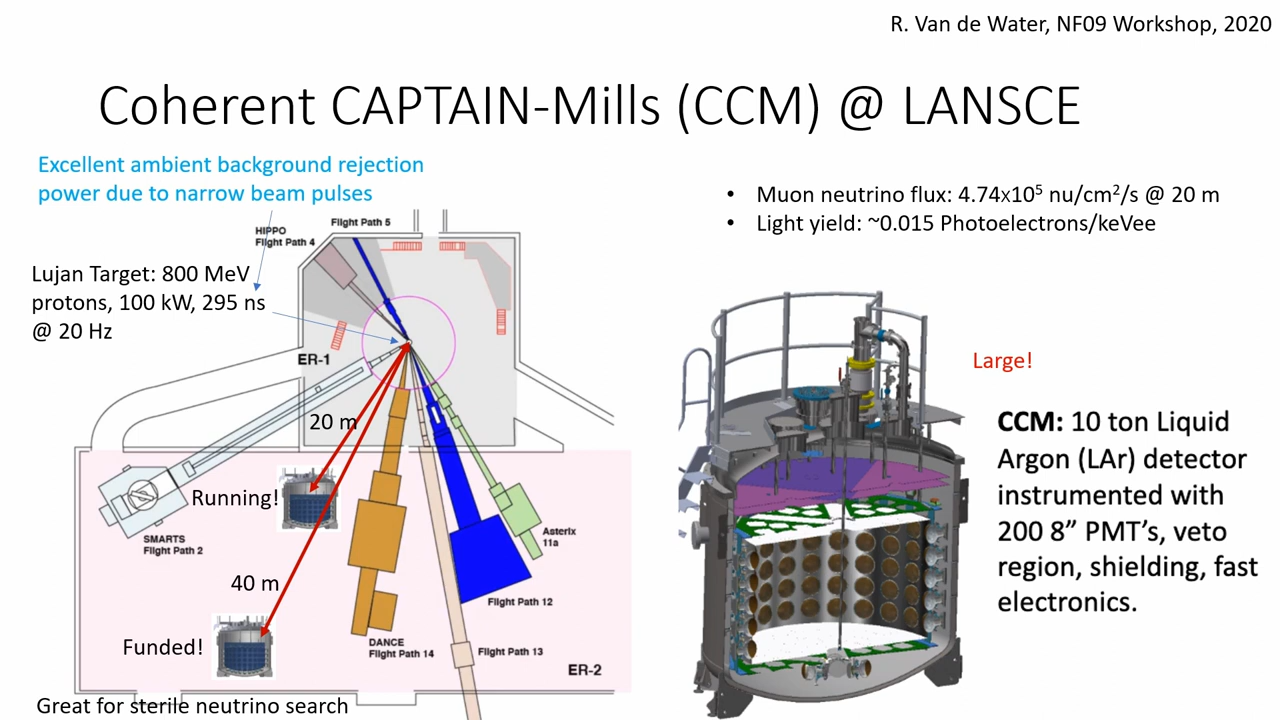 R. Van de Water, NF09 Workshop, 2020
Coherent CAPTAIN-Mills (CCM) @ LANSCE
Excellent ambient background rejection
power due to narrow beam pulses
• Muon neutrino flux: 4.74x10⁵ nu/cm²/s @ 20 m
• Light yield: ~0.015 Photoelectrons/keVee
Flight Path 5
HIPPO
Flight Path 4
Lujan Target: 800 MeV
protons, 100 kW, 295 ns
@ 20 Hz
ER-1
20 m
Running!
SMARTS
Flight Path 2
Asterix
11a
40 m
Flight Path 12
Funded!
DANCE
Flight Path 14
Flight Path 13
ER-2
Great for sterile neutrino search
Large!
CCM: 10 ton Liquid
Argon (LAr) detector
instrumented with
200 8” PMT’s, veto
region, shielding, fast
electronics.